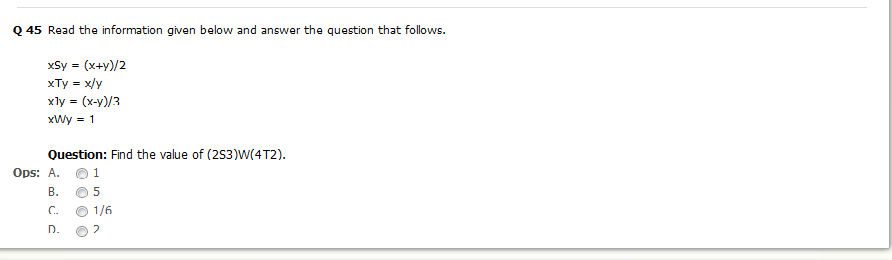 Q 45 Read the information given below and answer the question that follows.
xSy = (x+y)/2
xTy = x/y
xly = (x-y)/3
xWy = 1
Question: Find the value of (2S3)W(4T2).
Ops: A. 1
B. 5
C. 1/6
D. 2